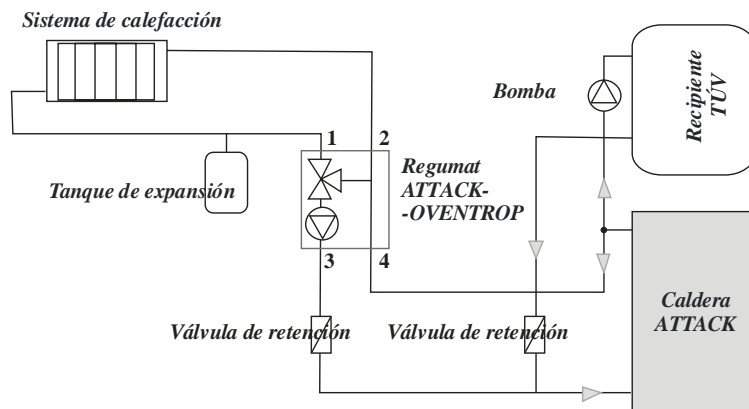 Sistema de calefacción
Bomba
Recipiente
TÚV
1
2
Tanque de expansión
Regumat
ATTACK-
-OVENTROP
3
4
Válvula de retención
Válvula de retención
Caldera
ATTACK